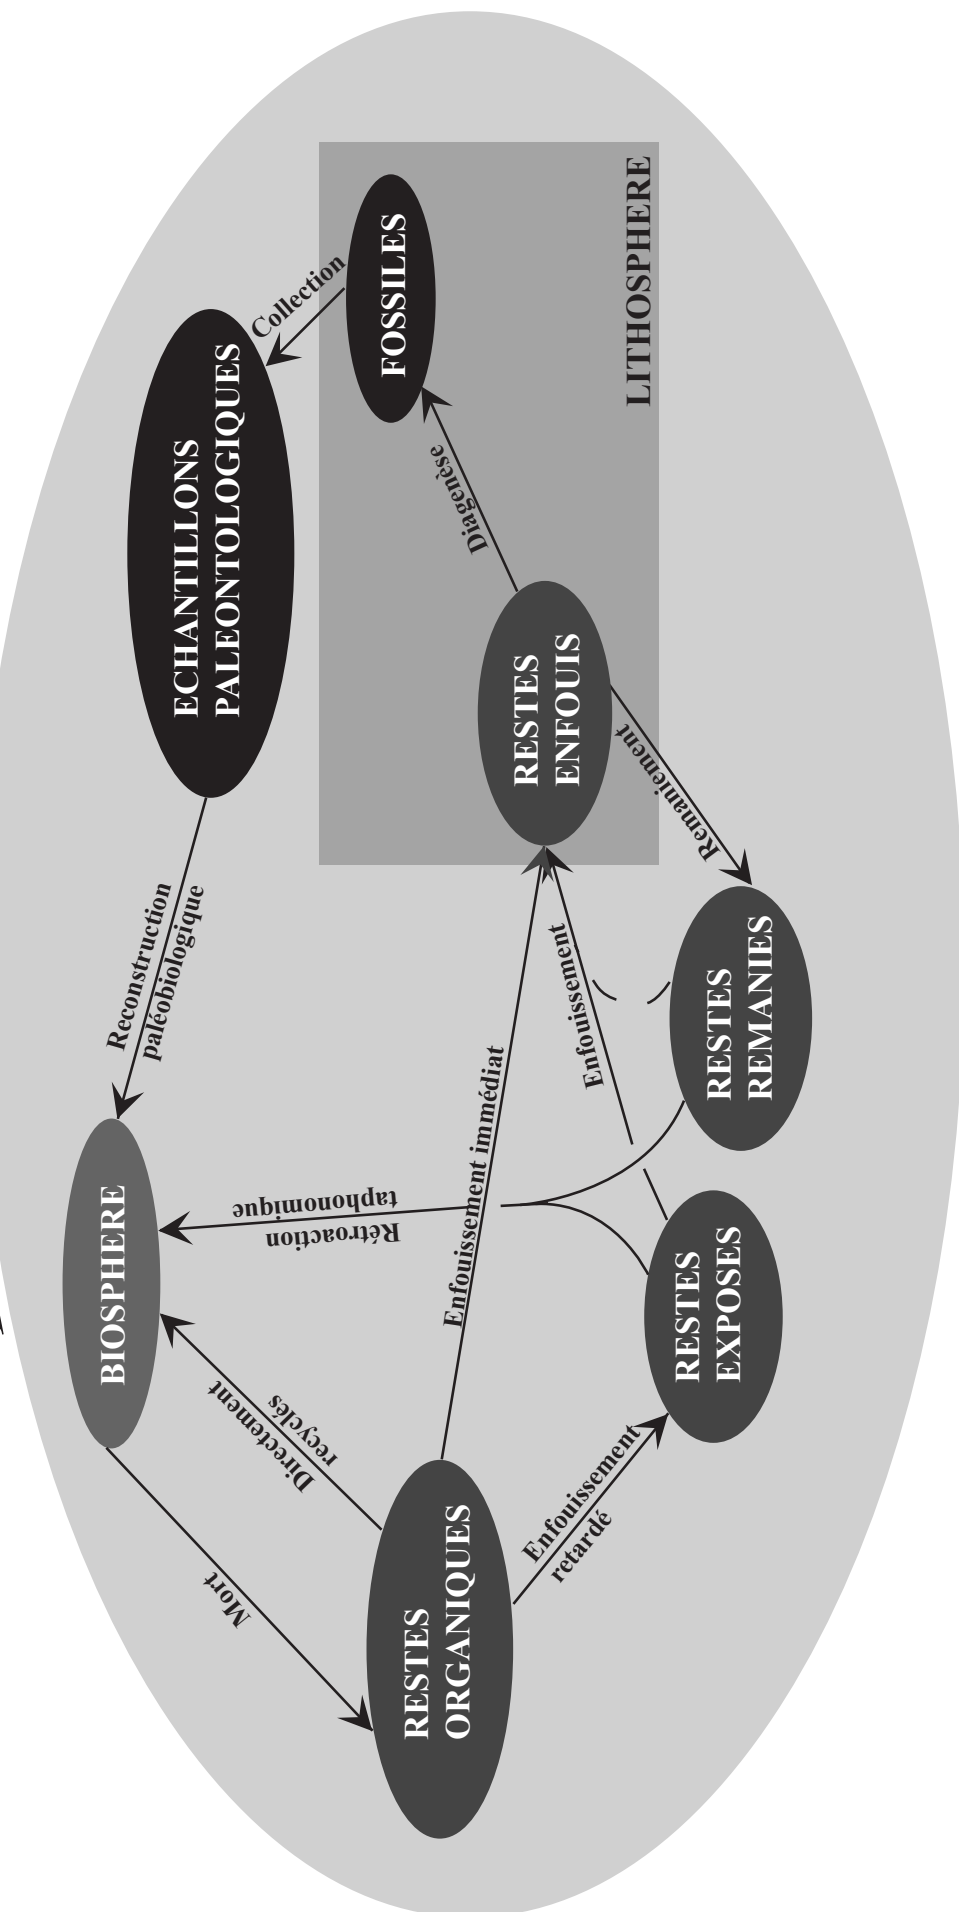 BIOSPHERE
ECHANTILLONS
PALEONTOLOGIQUES
Reconstruction
paléobiologique
Collection
FOSSILES
Mort
Directement
recyclés
Rétroaction
taphonomique
Diagenèse
RESTES
ORGANIQUES
Enfouissement immédiat
RESTES
ENFOUIS
Enfouissement
Remaniement
LITHOSPHERE
Enfouissement
retardé
RESTES
EXPOSES
RESTES
REMANIES